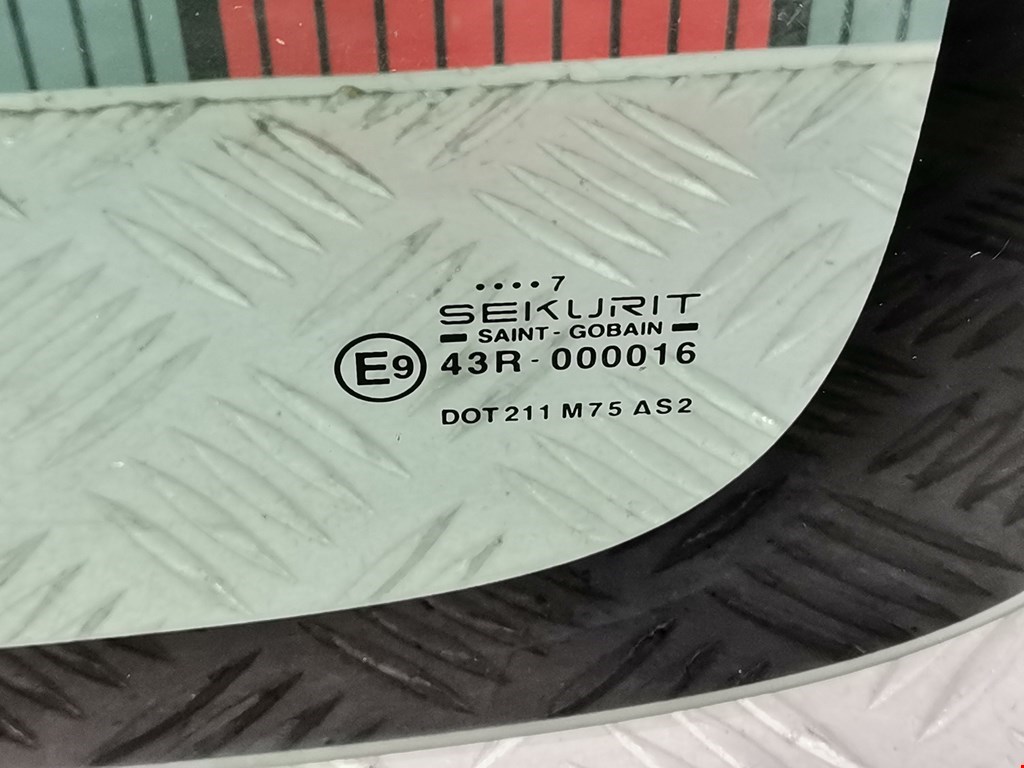 ....7
SEKURIT
SAINT-GOBAIN
E9 43R-000016
DOT 211 M75 AS2